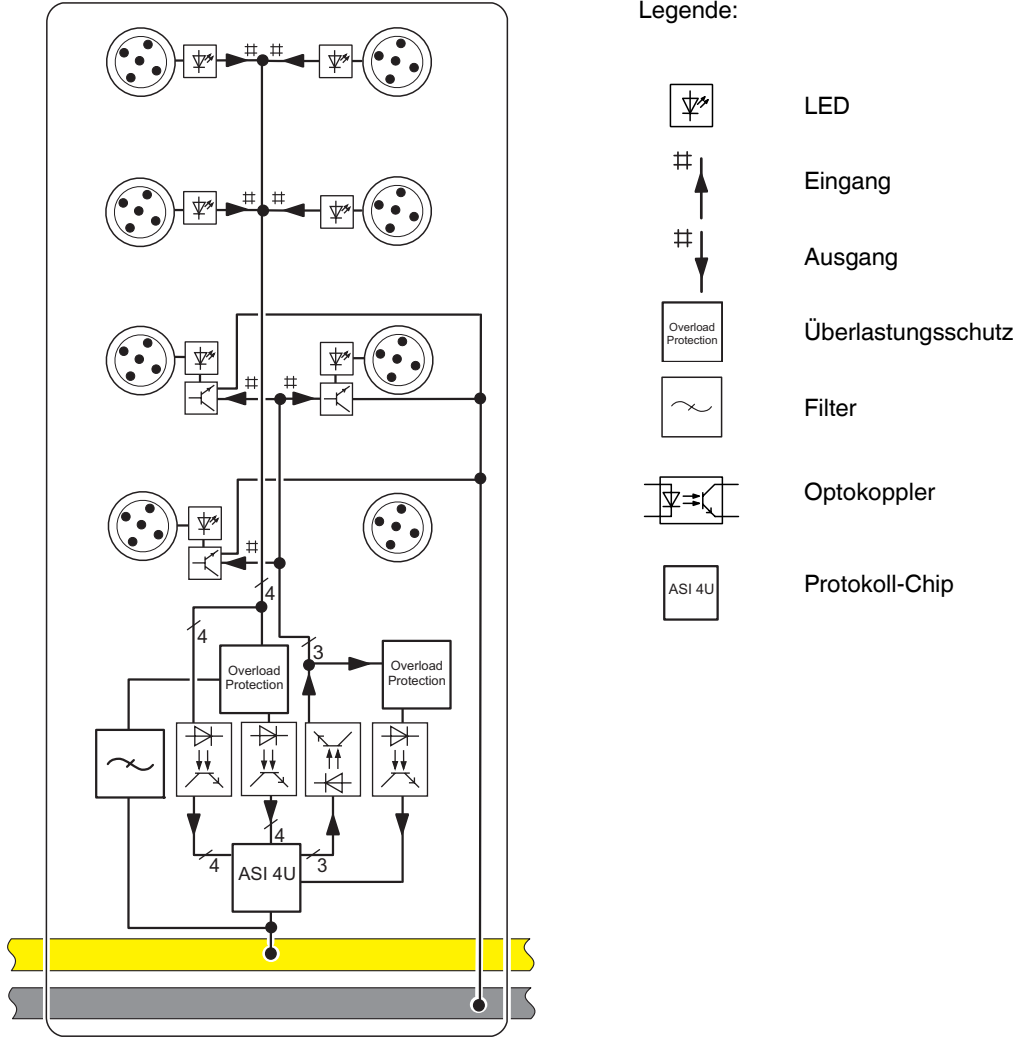 Legende:
# #
LED
# #
# Eingang
# Ausgang
Overload
Protection
Überlastungsschutz
# #
Filter
Optokoppler
#
ASI 4U
Protokoll-Chip
4
4
3
Overload
Protection
Overload
Protection
4
4
3
ASI 4U